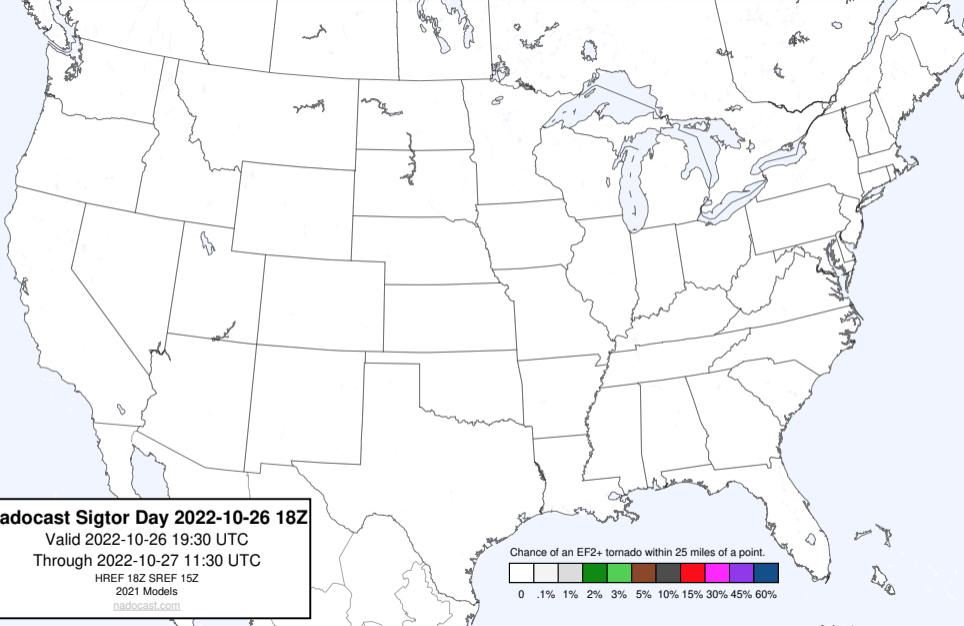 adocast Sigtor Day 2022-10-26 18Z
Valid 2022-10-26 19:30 UTC
Through 2022-10-27 11:30 UTC
HREF 18Z SREF 15Z
2021 Models
nadocast.com
Chance of an EF2+ tornado within 25 miles of a point.
0 .1% 1% 2% 3% 5% 10% 15% 30% 45% 60%